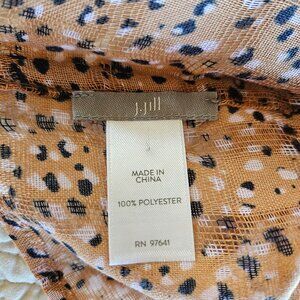 j.jill
MADE IN
CHINA
100% POLYESTER
RN 97641